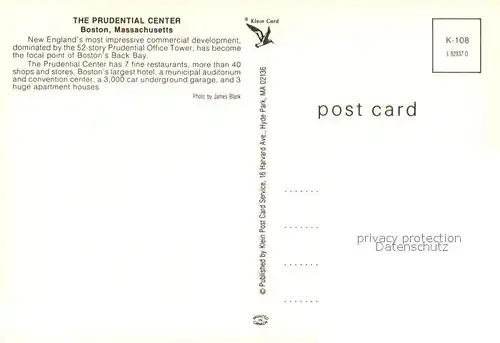 THE PRUDENTIAL CENTER
Boston, Massachusetts
New England's most impressive commercial development,
dominated by the 52-story Prudential Office Tower, has become
the focal point of Boston's Back Bay.
The Prudential Center has 7 fine restaurants, more than 40
shops and stores. Boston's largest hotel, a municipal auditorium
and convention center, a 3,000 car underground garage, and 3
huge apartment houses.
Photo by James Blank
® Klein Card
© Published by Klein Post Card Service, 16 Harvard Ave., Hyde Park, MA 02136
K-108
L 92937 D
post card
privacy protection
Datenschutz